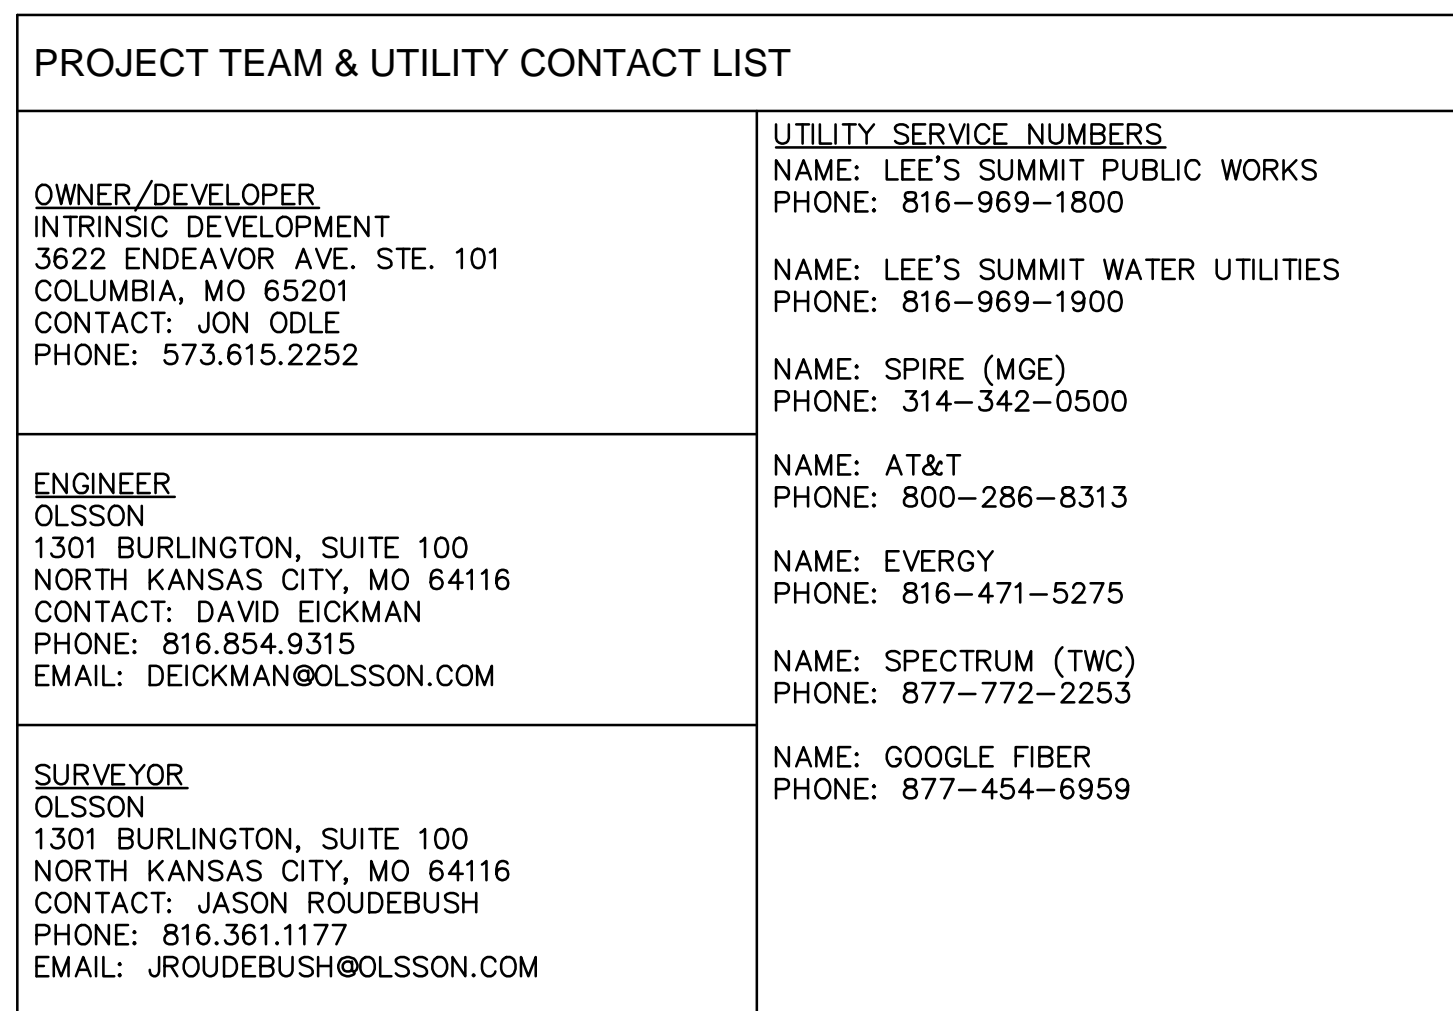 PROJECT TEAM & UTILITY CONTACT LIST
OWNER/DEVELOPER
INTRINSIC DEVELOPMENT
3622 ENDEAVOR AVE. STE. 101
COLUMBIA, MO 65201
CONTACT: JON ODLE
PHONE: 573.615.2252
ENGINEER
OLSSON
1301 BURLINGTON, SUITE 100
NORTH KANSAS CITY, MO 64116
CONTACT: DAVID EICKMAN
PHONE: 816.854.9315
EMAIL: DEICKMAN@OLSSON.COM
SURVEYOR
OLSSON
1301 BURLINGTON, SUITE 100
NORTH KANSAS CITY, MO 64116
CONTACT: JASON ROUDEBUSH
PHONE: 816.361.1177
EMAIL: JROUDEBUSH@OLSSON.COM
UTILITY SERVICE NUMBERS
NAME: LEE'S SUMMIT PUBLIC WORKS
PHONE: 816-969-1800
NAME: LEE'S SUMMIT WATER UTILITIES
PHONE: 816-969-1900
NAME: SPIRE (MGE)
PHONE: 314-342-0500
NAME: AT&T
PHONE: 800-286-8313
NAME: EVERGY
PHONE: 816-471-5275
NAME: SPECTRUM (TWC)
PHONE: 877-772-2253
NAME: GOOGLE FIBER
PHONE: 877-454-6959